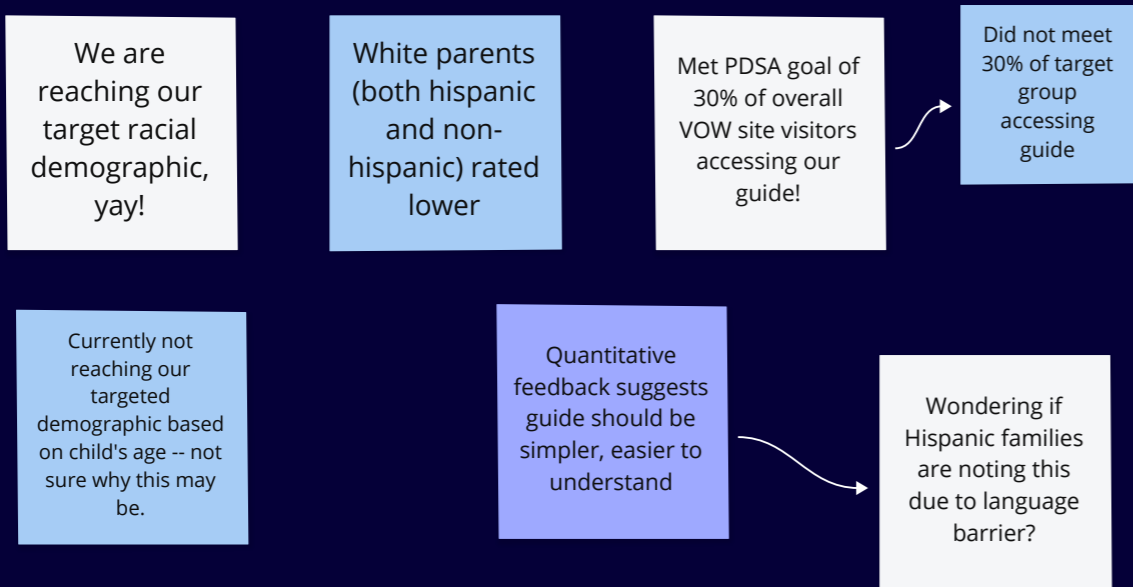 We are
reaching our
target racial
demographic,
yay!
White parents
(both hispanic
and non-
hispanic) rated
lower
Met PDSA goal of
30% of overall
VOW site visitors
accessing our
guide!
Did not meet
30% of target
group
accessing
guide
Currently not
reaching our
targeted
demographic based
on child's age -- not
sure why this may
be.
Quantitative
feedback suggests
guide should be
simpler, easier to
understand
Wondering if
Hispanic families
are noting this
due to language
barrier?